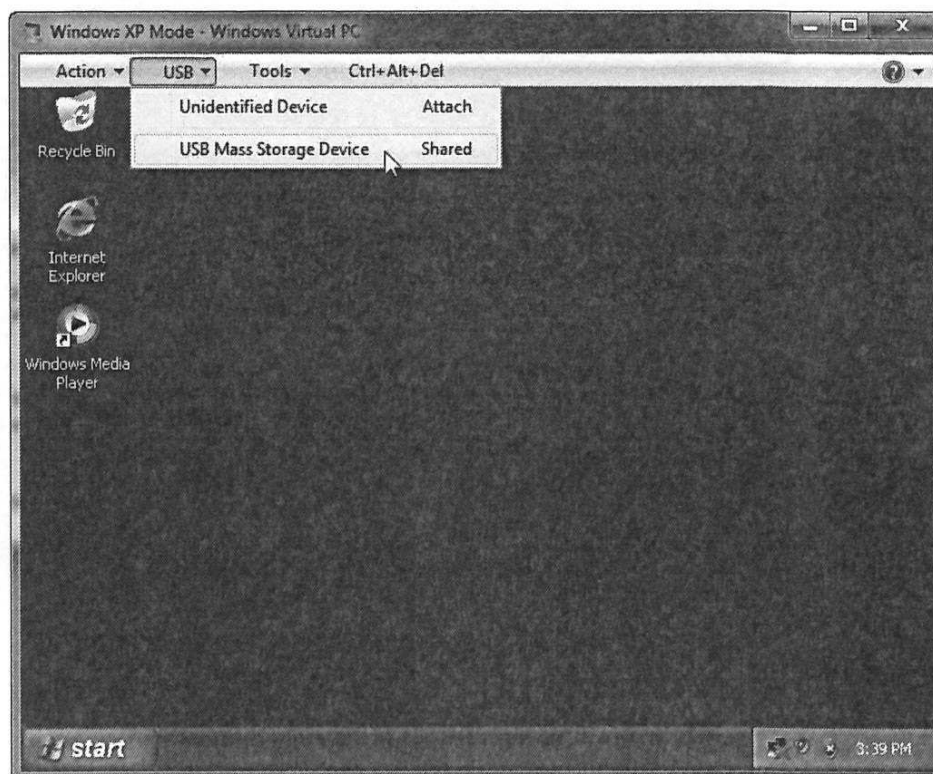 Windows XP Mode - Windows Virtual PC
Action USB Tools Ctrl+Alt+Del
Unidentified Device Attach
USB Mass Storage Device Shared
Recycle Bin
Internet
Explorer
Windows Media
Player
start 3:39 PM